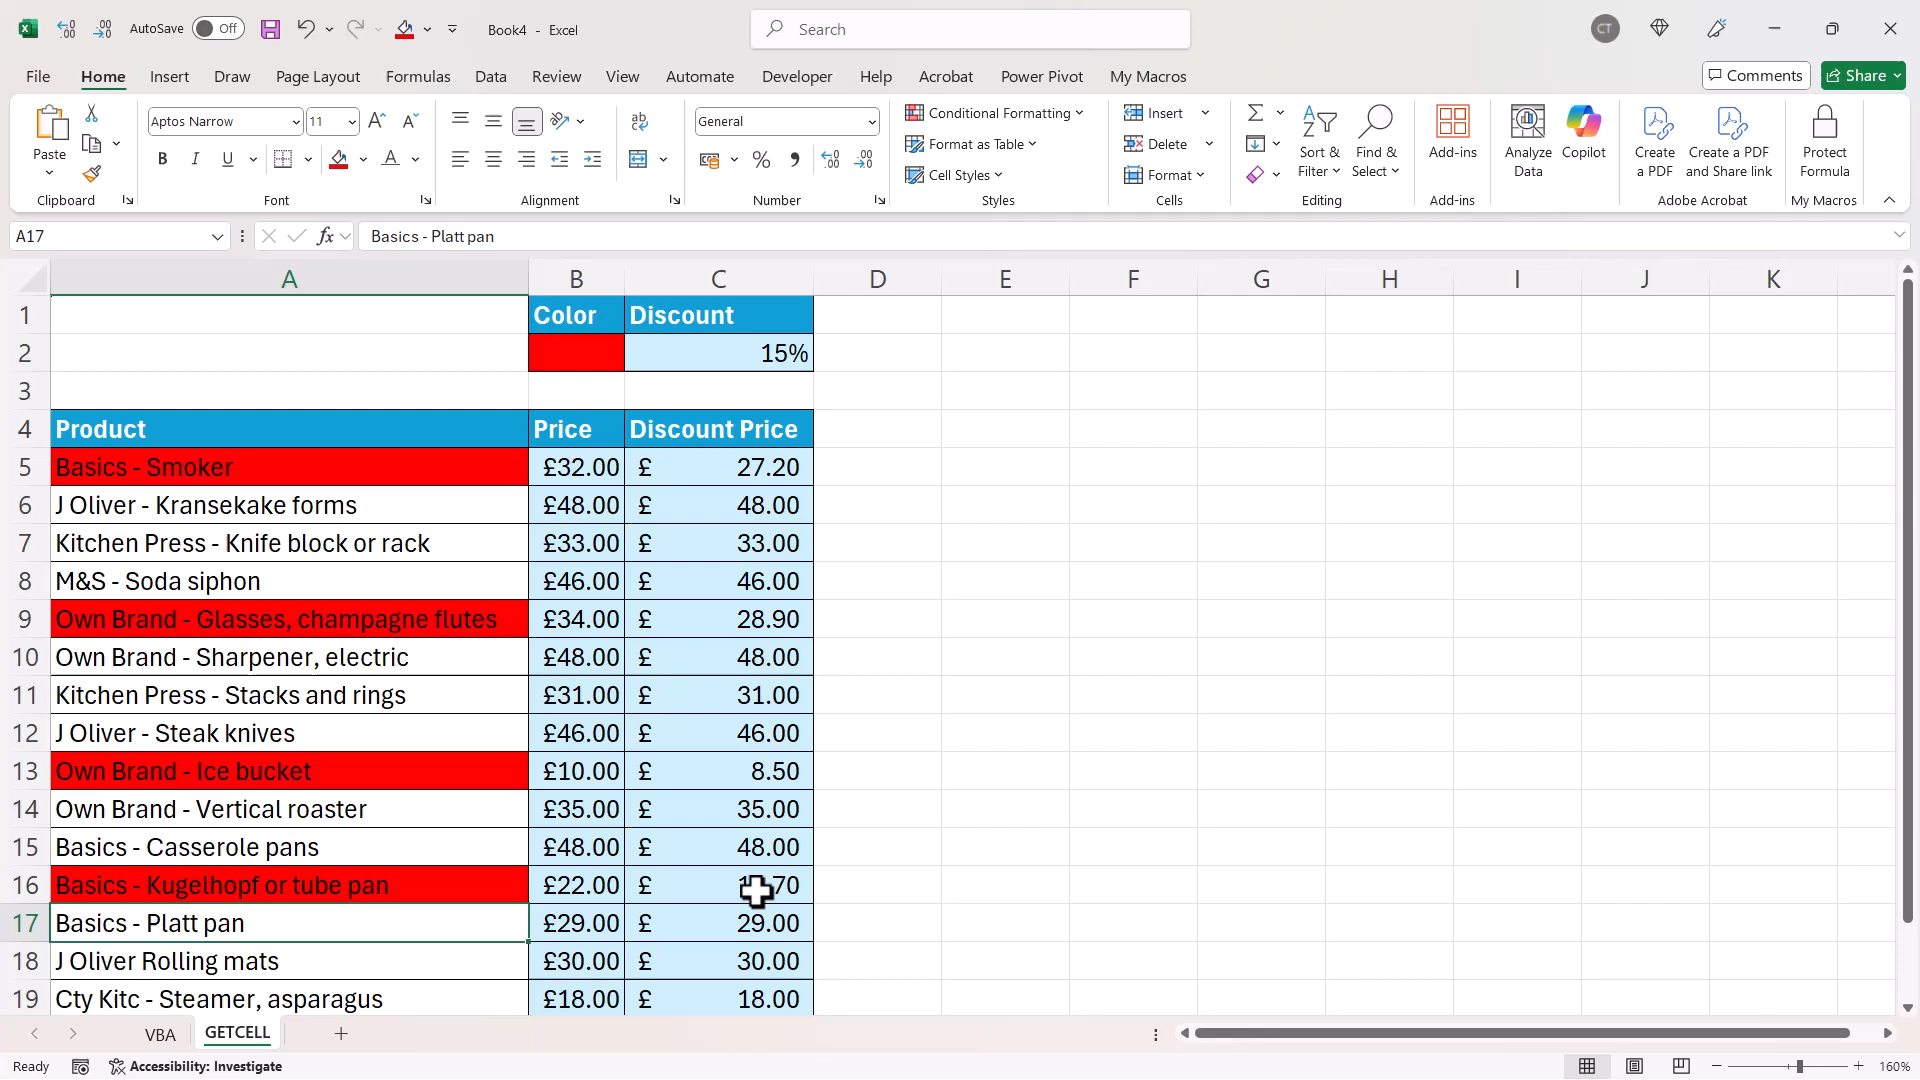 AutoSave Off Book4 - Excel Search CT
File Home Insert Draw Page Layout Formulas Data Review View Automate Developer Help Acrobat Power Pivot My Macros Comments Share
Paste
Clipboard
Aptos Narrow 11
Font
Alignment
General
Number
Conditional Formatting
Format as Table
Cell Styles
Styles
Insert
Delete
Format
Cells
Sort & Filter
Find & Select
Editing
Add-ins
Add-ins
Analyze Data
Copilot
Create a PDF
Create a PDF and Share link
Adobe Acrobat
Protect Formula
My Macros
A17 fx Basics - Platt pan
A B C D E F G H I J K
1 Color Discount
2 15%
3
4 Product Price Discount Price
5 Basics - Smoker £32.00 £ 27.20
6 J Oliver - Kransekake forms £48.00 £ 48.00
7 Kitchen Press - Knife block or rack £33.00 £ 33.00
8 M&S - Soda siphon £46.00 £ 46.00
9 Own Brand - Glasses, champagne flutes £34.00 £ 28.90
10 Own Brand - Sharpener, electric £48.00 £ 48.00
11 Kitchen Press - Stacks and rings £31.00 £ 31.00
12 J Oliver - Steak knives £46.00 £ 46.00
13 Own Brand - Ice bucket £10.00 £ 8.50
14 Own Brand - Vertical roaster £35.00 £ 35.00
15 Basics - Casserole pans £48.00 £ 48.00
16 Basics - Kugelhopf or tube pan £22.00 £
17 Basics - Platt pan £29.00 £ 29.00
18 J Oliver Rolling mats £30.00 £ 30.00
19 Cty Kitc - Steamer, asparagus £18.00 £ 18.00
VBA GETCELL
Ready Accessibility: Investigate 160%